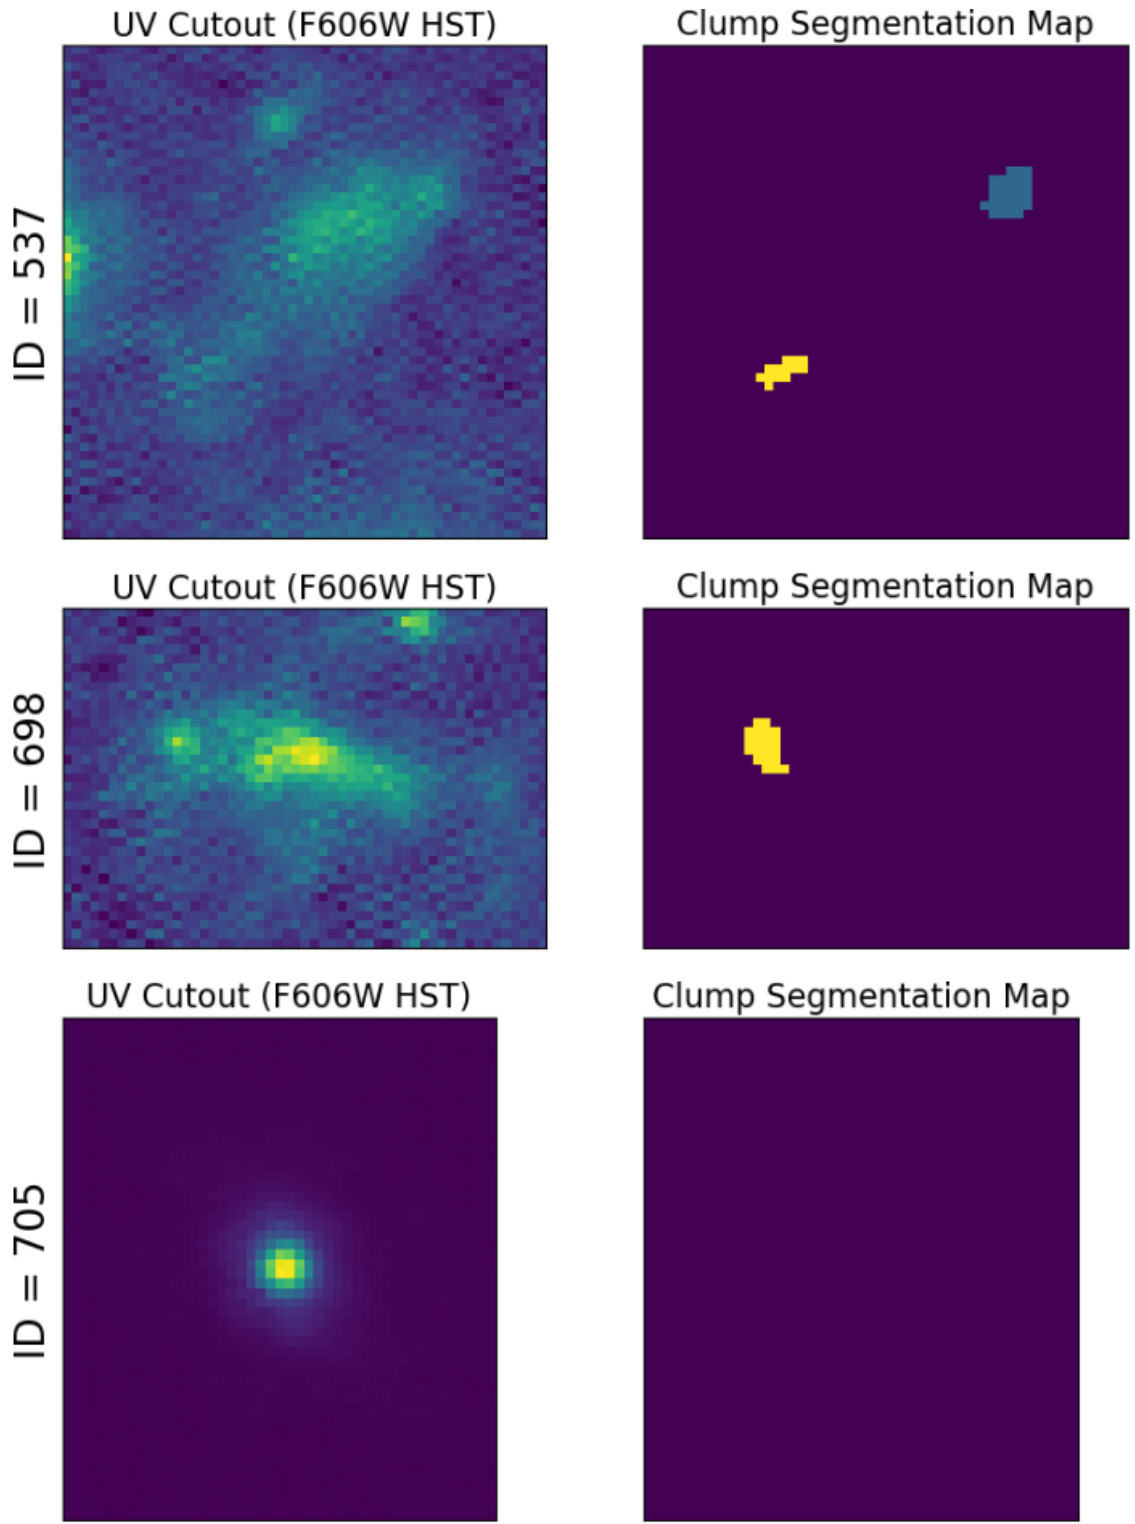 UV Cutout (F606W HST)
Clump Segmentation Map
ID = 537
UV Cutout (F606W HST)
Clump Segmentation Map
ID = 698
UV Cutout (F606W HST)
Clump Segmentation Map
ID = 705